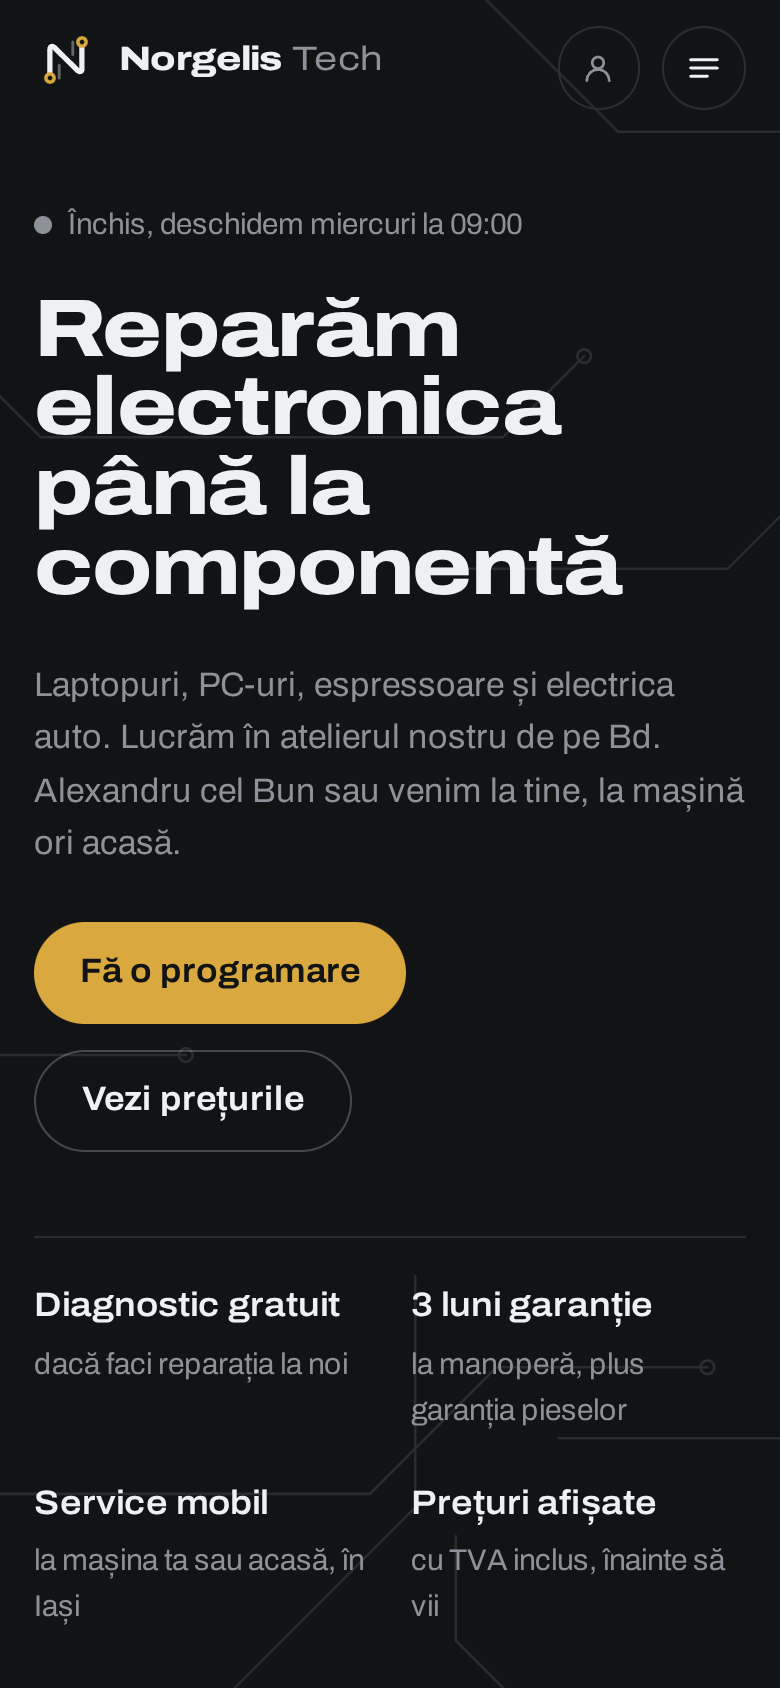 Norgelis Tech
Închis, deschidem miercuri la 09:00
Reparăm
electronica
până la
componentă
Laptopuri, PC-uri, espressoare și electrica
auto. Lucrăm în atelierul nostru de pe Bd.
Alexandru cel Bun sau venim la tine, la mașină
ori acasă.
Fă o programare
Vezi prețurile
Diagnostic gratuit
dacă faci reparația la noi
3 luni garanție
la manoperă, plus
garanția pieselor
Service mobil
la mașina ta sau acasă, în
Iași
Prețuri afișate
cu TVA inclus, înainte să
vii